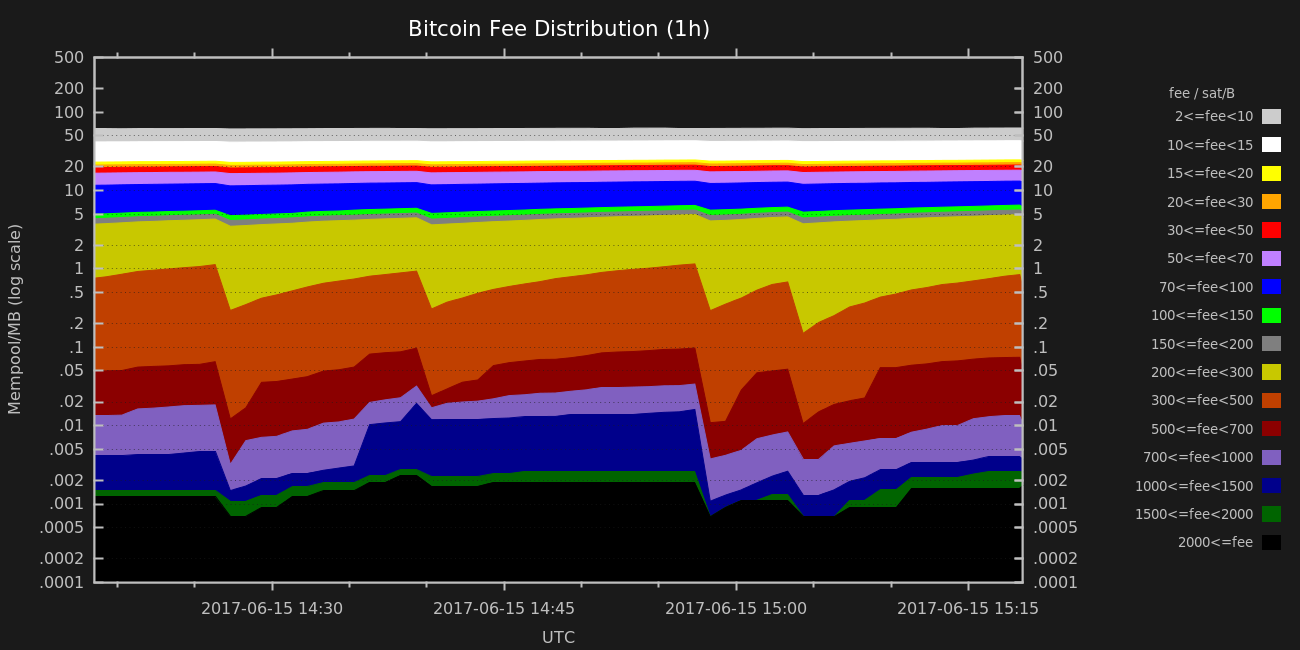 Bitcoin Fee Distribution (1h)
Mempool/MB (log scale)
500
200
100
50
20
10
5
2
1
.5
.2
.1
.05
.02
.01
.005
.002
.001
.0005
.0002
.0001
500
200
100
50
20
10
5
2
1
.5
.2
.1
.05
.02
.01
.005
.002
.001
.0005
.0002
.0001
2017-06-15 14:30
2017-06-15 14:45
2017-06-15 15:00
2017-06-15 15:15
UTC
fee / sat/B
2<=fee<10
10<=fee<15
15<=fee<20
20<=fee<30
30<=fee<50
50<=fee<70
70<=fee<100
100<=fee<150
150<=fee<200
200<=fee<300
300<=fee<500
500<=fee<700
700<=fee<1000
1000<=fee<1500
1500<=fee<2000
2000<=fee